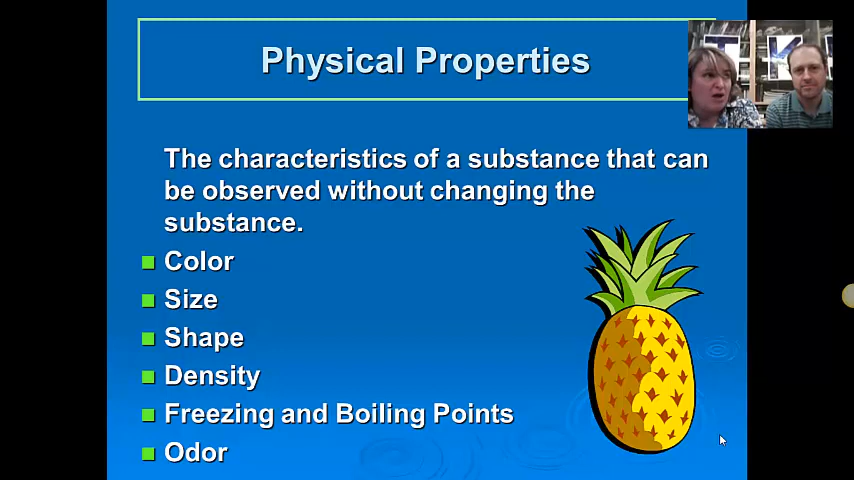 Physical Properties
The characteristics of a substance that can
be observed without changing the
substance.
Color
Size
Shape
Density
Freezing and Boiling Points
Odor